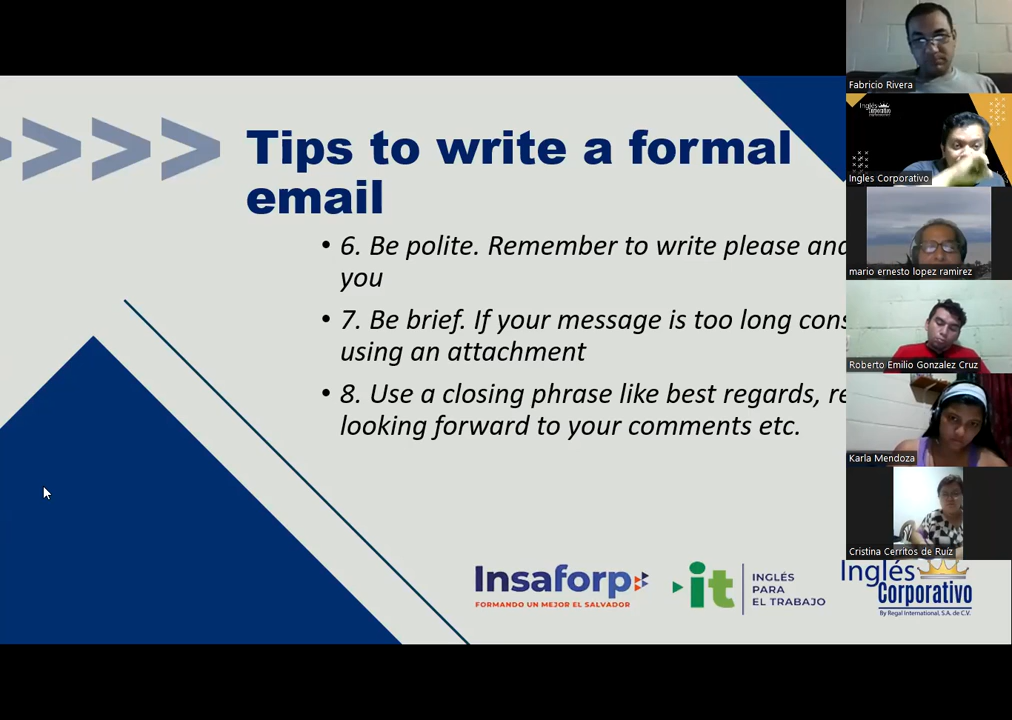 Tips to write a formal
email
• 6. Be polite. Remember to write please and
you
• 7. Be brief. If your message is too long
using an attachment
• 8. Use a closing phrase like best regards,
looking forward to your comments etc.
Insaforp
FORMANDO UN MEJOR EL SALVADOR
it
INGLÉS
PARA
EL TRABAJO
Inglés
Corporativo
By Regal International, S.A. de C.V.
Fabricio Rivera
Inglés
Corporativo
Ingles Corporativo
mario ernesto lopez ramirez
Roberto Emilio Gonzalez Cruz
Karla Mendoza
Cristina Cerritos de Ruíz